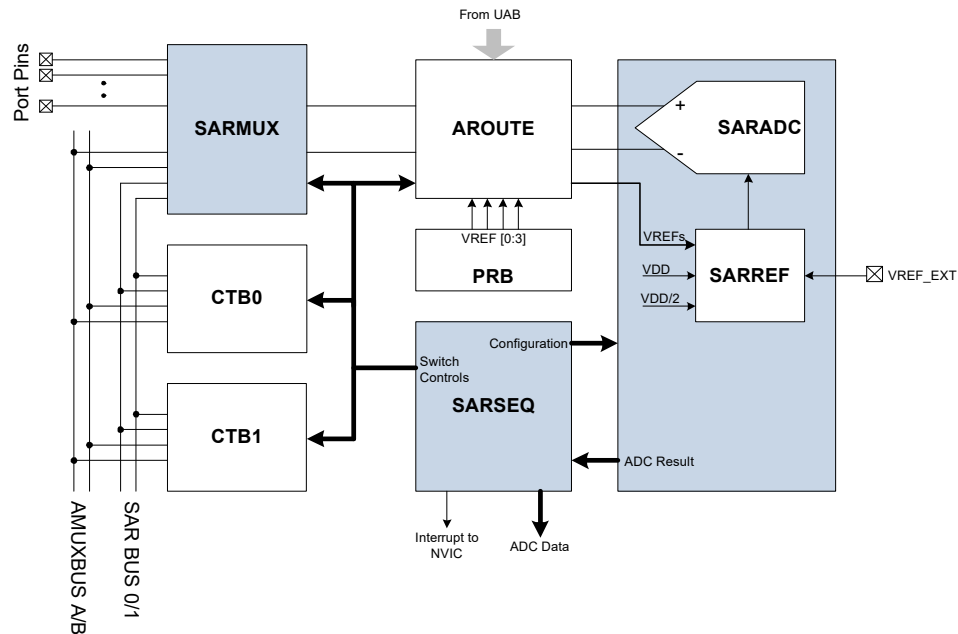 From UAB
Port Pins
SARMUX
AROUTE
+
SARADC
-
VREF [0:3]
PRB
VREFs
VDD
SARREF
VREF_EXT
VDD/2
CTB0
Configuration
Switch
Controls
SARSEQ
CTB1
ADC Result
AMUXBUS A/B
SAR BUS 0/1
Interrupt to
NVIC
ADC Data